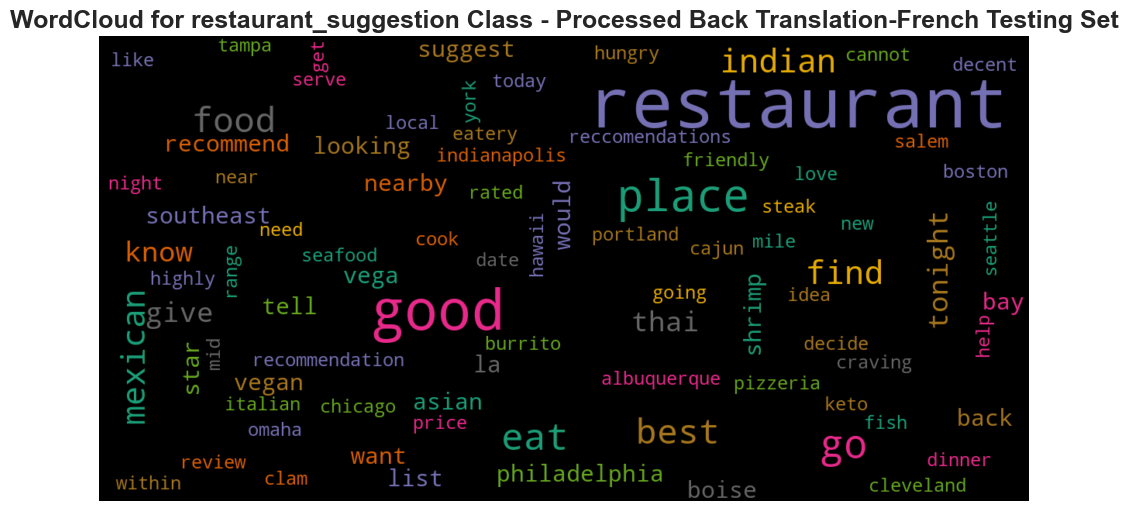 WordCloud for restaurant_suggestion Class - Processed Back Translation-French Testing Set
like
tampa
get
serve
suggest
today
hungry
indian
cannot
decent
restaurant
food
recommend
looking
local
york
eatery
indianapolis
reccomendations
friendly
salem
boston
night
near
nearby
rated
would
place
love
steak
new
southeast
need
know
cook
seafood
date
hawaii
portland
cajun
mile
tonight
seattle
highly
range
vega
find
mexican
give
tell
good
going
idea
bay
thai
shrimp
help
star
mid
recommendation
burrito
la
decide
craving
vegan
albuquerque
pizzeria
italian
chicago
asian
price
keto
fish
back
omaha
eat
best
go
review
want
list
philadelphia
dinner
within
clam
boise
cleveland